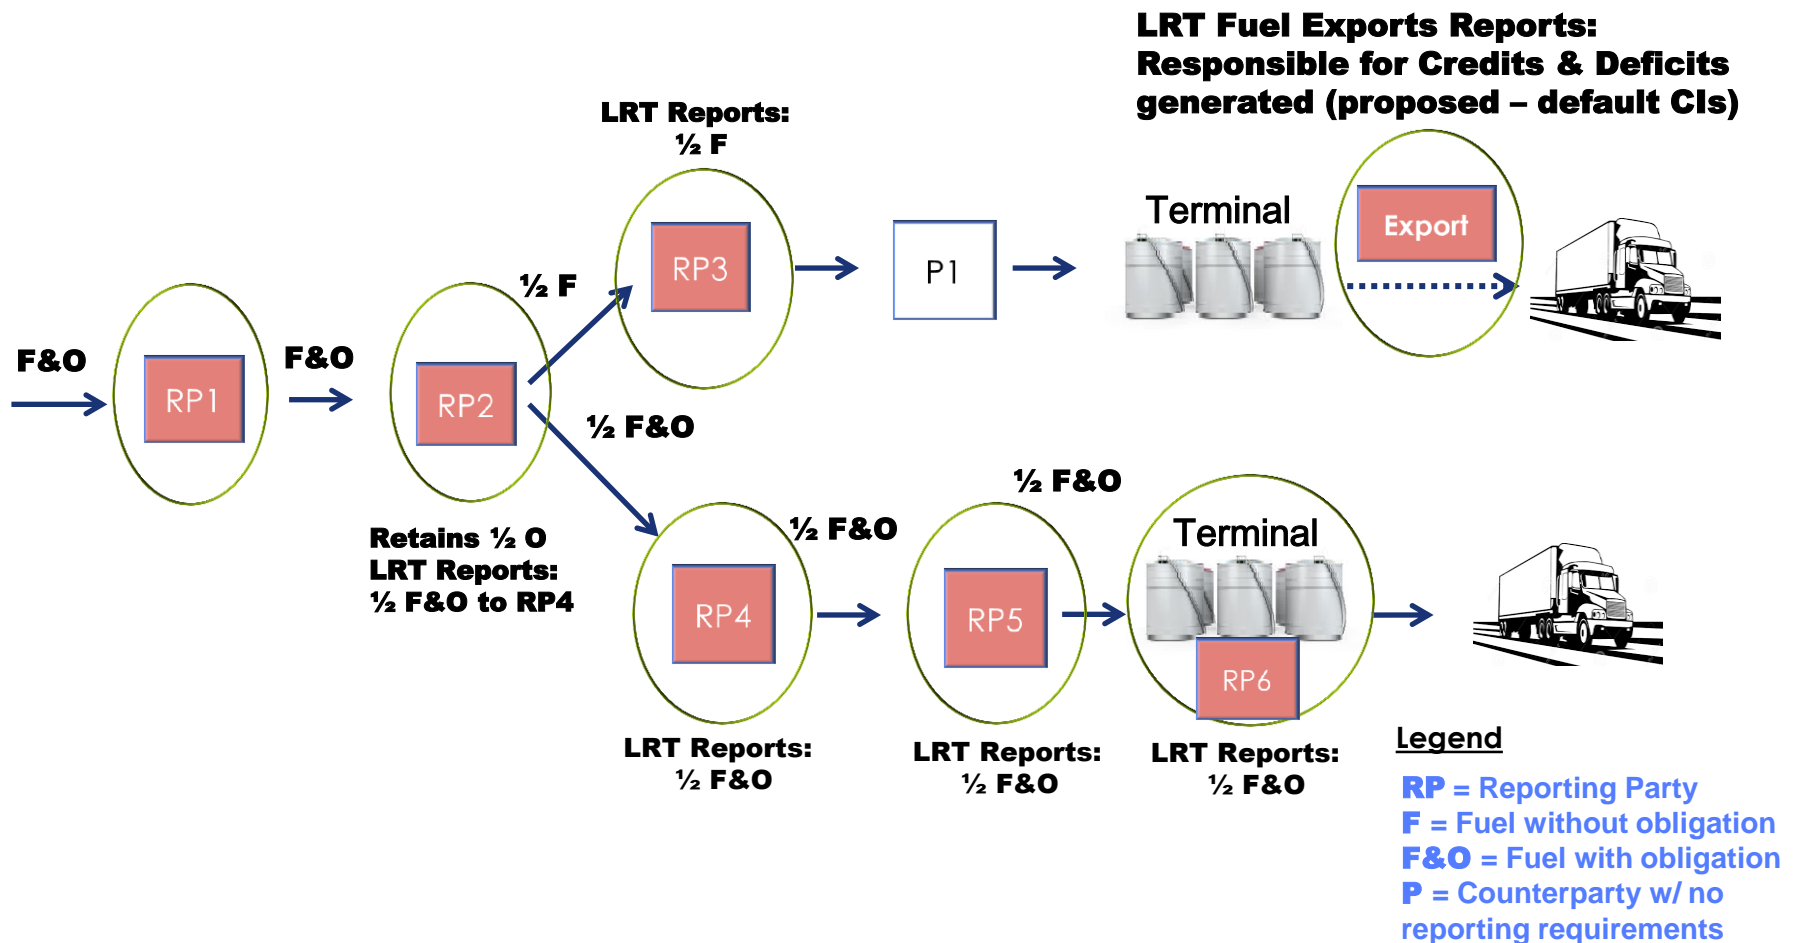 LRT Fuel Exports Reports:
Responsible for Credits & Deficits
generated (proposed – default CIs)
LRT Reports:
½ F
Terminal
Export
RP3
P1
½ F
F&O
F&O
RP1
RP2
½ F&O
Retains ½ O
LRT Reports:
½ F&O to RP4
½ F&O
½ F&O
Terminal
RP4
RP5
RP6
LRT Reports:
½ F&O
LRT Reports:
½ F&O
LRT Reports:
½ F&O
Legend
RP = Reporting Party
F = Fuel without obligation
F&O = Fuel with obligation
P = Counterparty w/ no
reporting requirements